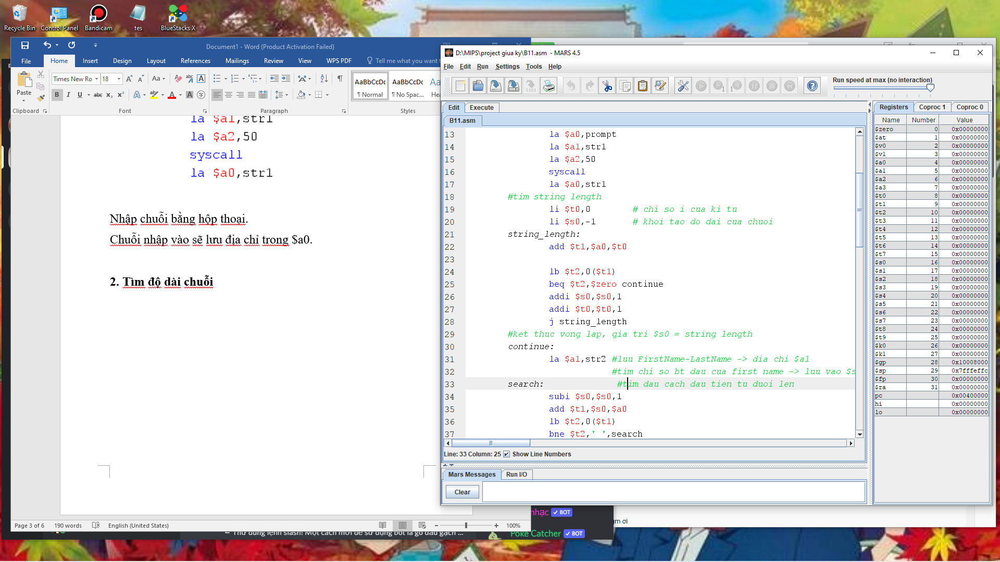 Recycle Bin
Control Panel
Bandicam
tes
BlueStacks X
Document1 - Word (Product Activation Failed)
File Home Insert Design Layout References Mailings Review View WPS PDF Tell me what you want t
Paste
Times New Ro 18
AaBbCcDc AaBbCcDc
¶ Normal ¶ No Spac...
Clipboard Font Paragraph Styles
la $a1,str1
la $a2,50
syscall
la $a0,str1
Nhập chuỗi bằng hộp thoại.
Chuỗi nhập vào sẽ lưu địa chỉ trong $a0.
2. Tìm độ dài chuỗi
Page 3 of 6 190 words English (United States) 100%
D:\MIPS\project giua ky\B11.asm - MARS 4.5
File Edit Run Settings Tools Help
Run speed at max (no interaction)
Edit Execute
B11.asm
13 la $a0,prompt
14 la $a1,str1
15 la $a2,50
16 syscall
17 la $a0,str1
18 #tim string length
19 li $t0,0 # chi so i cua ki tu
20 li $s0,-1 # khoi tao do dai cua chuoi
21 string_length:
22 add $t1,$a0,$t0
23
24 lb $t2,0($t1)
25 beq $t2,$zero continue
26 addi $s0,$s0,1
27 addi $t0,$t0,1
28 j string_length
29 #ket thuc vong lap, gia tri $s0 = string length
30 continue:
31 la $a1,str2 #luu FirstName-LastName -> dia chi $a1
32 #tim chi so bt dau cua first name -> luu vao $s
33 search: #tim dau cach dau tien tu duoi len
34 subi $s0,$s0,1
35 add $t1,$s0,$a0
36 lb $t2,0($t1)
37 bne $t2,' ',search
Line: 33 Column: 25 Show Line Numbers
Mars Messages Run I/O
Clear
Registers Coproc 1 Coproc 0
Name Number Value
$zero 0 0x00000000
$at 1 0x00000000
$v0 2 0x00000000
$v1 3 0x00000000
$a0 4 0x00000000
$a1 5 0x00000000
$a2 6 0x00000000
$a3 7 0x00000000
$t0 8 0x00000000
$t1 9 0x00000000
$t2 10 0x00000000
$t3 11 0x00000000
$t4 12 0x00000000
$t5 13 0x00000000
$t6 14 0x00000000
$t7 15 0x00000000
$s0 16 0x00000000
$s1 17 0x00000000
$s2 18 0x00000000
$s3 19 0x00000000
$s4 20 0x00000000
$s5 21 0x00000000
$s6 22 0x00000000
$s7 23 0x00000000
$t8 24 0x00000000
$t9 25 0x00000000
$k0 26 0x00000000
$k1 27 0x00000000
$gp 28 0x10008000
$sp 29 0x7fffeffc
$fp 30 0x00000000
$ra 31 0x00000000
pc 0x00400000
hi 0x00000000
lo 0x00000000
nhạc BOT
Thử dùng lệnh slash! Một cách mới để sử dụng bot là gõ dấu gạch ...
Poke Catcher BOT